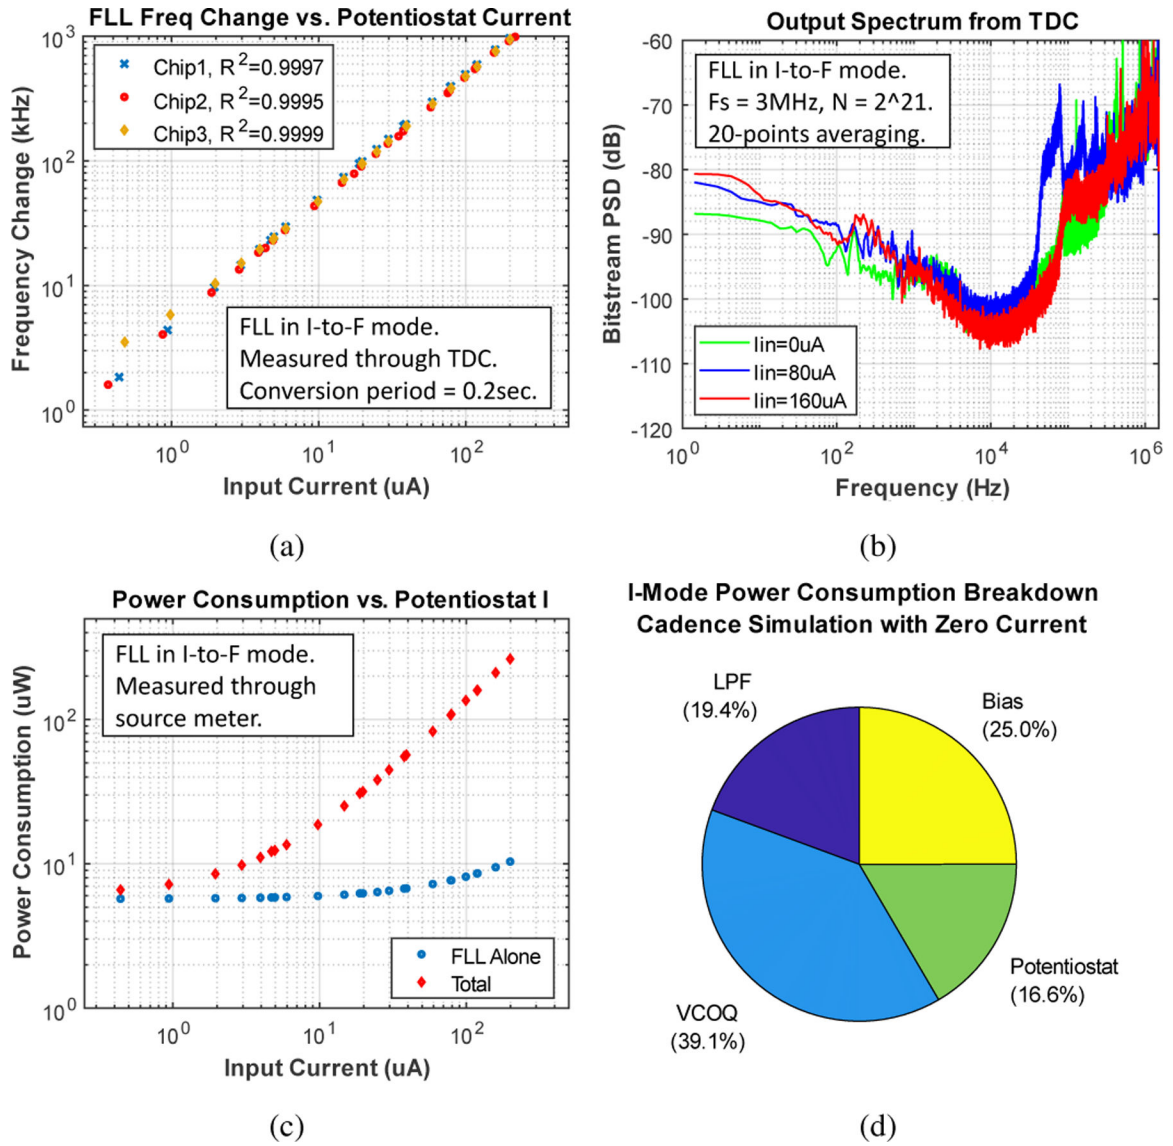 FLL Freq Change vs. Potentiostat Current
10^3
10^2
10^1
10^0
Frequency Change (kHz)
Chip1, R^2=0.9997
Chip2, R^2=0.9995
Chip3, R^2=0.9999
FLL in I-to-F mode.
Measured through TDC.
Conversion period = 0.2sec.
10^0 10^1 10^2
Input Current (uA)
(a)
Output Spectrum from TDC
-60
-70
-80
-90
-100
-110
-120
Bitstream PSD (dB)
FLL in I-to-F mode.
Fs = 3MHz, N = 2^21.
20-points averaging.
Iin=0uA
Iin=80uA
Iin=160uA
10^0 10^2 10^4 10^6
Frequency (Hz)
(b)
Power Consumption vs. Potentiostat I
10^2
10^1
10^0
Power Consumption (uW)
FLL in I-to-F mode.
Measured through
source meter.
FLL Alone
Total
10^0 10^1 10^2
Input Current (uA)
(c)
I-Mode Power Consumption Breakdown
Cadence Simulation with Zero Current
LPF
(19.4%)
Bias
(25.0%)
Potentiostat
(16.6%)
VCOQ
(39.1%)
(d)